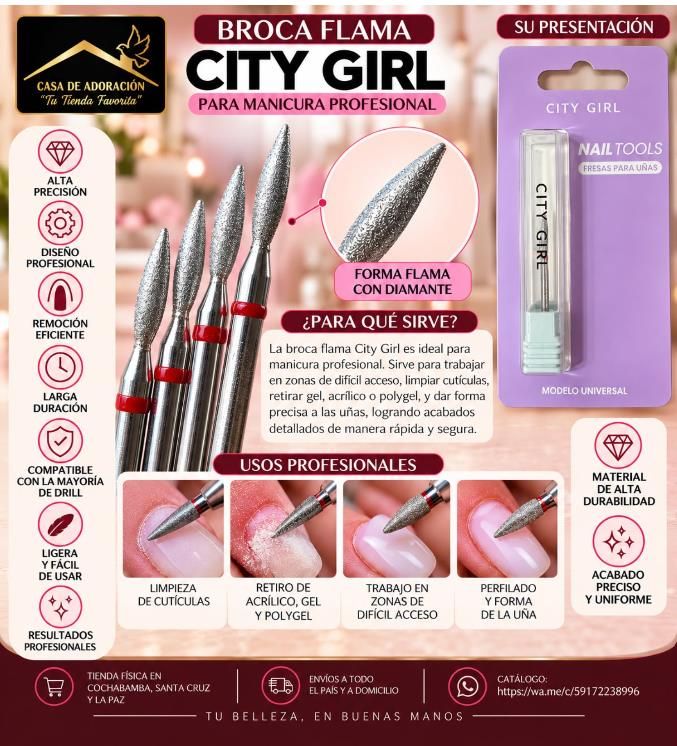 CASA DE ADORACIÓN
"Tu Tienda Favorita"
BROCA FLAMA
CITY GIRL
PARA MANICURA PROFESIONAL
SU PRESENTACIÓN
CITY GIRL
NAIL TOOLS
FRESAS PARA UÑAS
CITY GIRL
MODELO UNIVERSAL
ALTA
PRECISIÓN
DISEÑO
PROFESIONAL
REMOCIÓN
EFICIENTE
LARGA
DURACIÓN
COMPATIBLE
CON LA MAYORÍA
DE DRILL
LIGERA
Y FÁCIL
DE USAR
RESULTADOS
PROFESIONALES
FORMA FLAMA
CON DIAMANTE
¿PARA QUÉ SIRVE?
La broca flama City Girl es ideal para
manicura profesional. Sirve para trabajar
en zonas de difícil acceso, limpiar cutículas,
retirar gel, acrílico o polygel, y dar forma
precisa a las uñas, logrando acabados
detallados de manera rápida y segura.
USOS PROFESIONALES
LIMPIEZA
DE CUTÍCULAS
RETIRO DE
ACRÍLICO, GEL
Y POLYGEL
TRABAJO EN
ZONAS DE
DIFÍCIL ACCESO
PERFILADO
Y FORMA
DE LA UÑA
MATERIAL
DE ALTA
DURABILIDAD
ACABADO
PRECISO
Y UNIFORME
TIENDA FÍSICA EN
COCHABAMBA, SANTA CRUZ
Y LA PAZ
ENVÍOS A TODO
EL PAÍS Y A DOMICILIO
CATÁLOGO:
https://wa.me/c/59172238996
TU BELLEZA, EN BUENAS MANOS